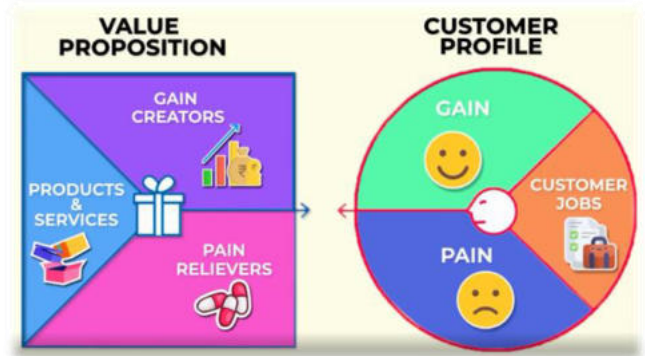 VALUE
PROPOSITION
GAIN
CREATORS
PRODUCTS
&
SERVICES
PAIN
RELIEVERS
CUSTOMER
PROFILE
GAIN
CUSTOMER
JOBS
PAIN